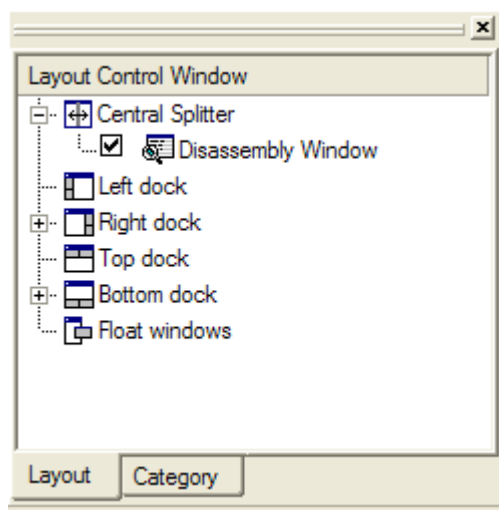 Layout Control Window
Central Splitter
Disassembly Window
Left dock
Right dock
Top dock
Bottom dock
Float windows
Layout Category